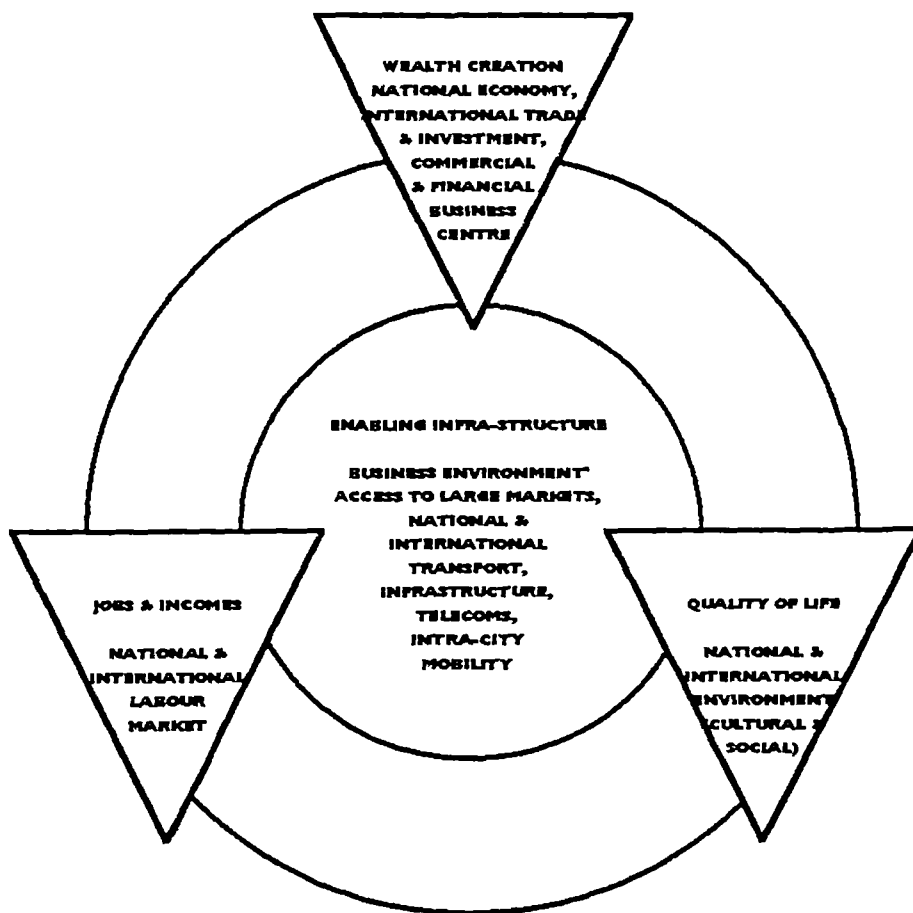 WEALTH CREATION
NATIONAL ECONOMY,
INTERNATIONAL TRADE
& INVESTMENT,
COMMERCIAL
& FINANCIAL
BUSINESS
CENTRE
ENABLING INFRA-STRUCTURE
BUSINESS ENVIRONMENT"
ACCESS TO LARGE MARKETS,
NATIONAL &
INTERNATIONAL
TRANSPORT,
INFRASTRUCTURE,
TELECOMS,
INTRA-CITY
MOBILITY
JOBS & INCOMES
NATIONAL &
INTERNATIONAL
LABOUR
MARKET
QUALITY OF LIFE
NATIONAL &
INTERNATIONAL
ENVIRONMENT
(CULTURAL &
SOCIAL)